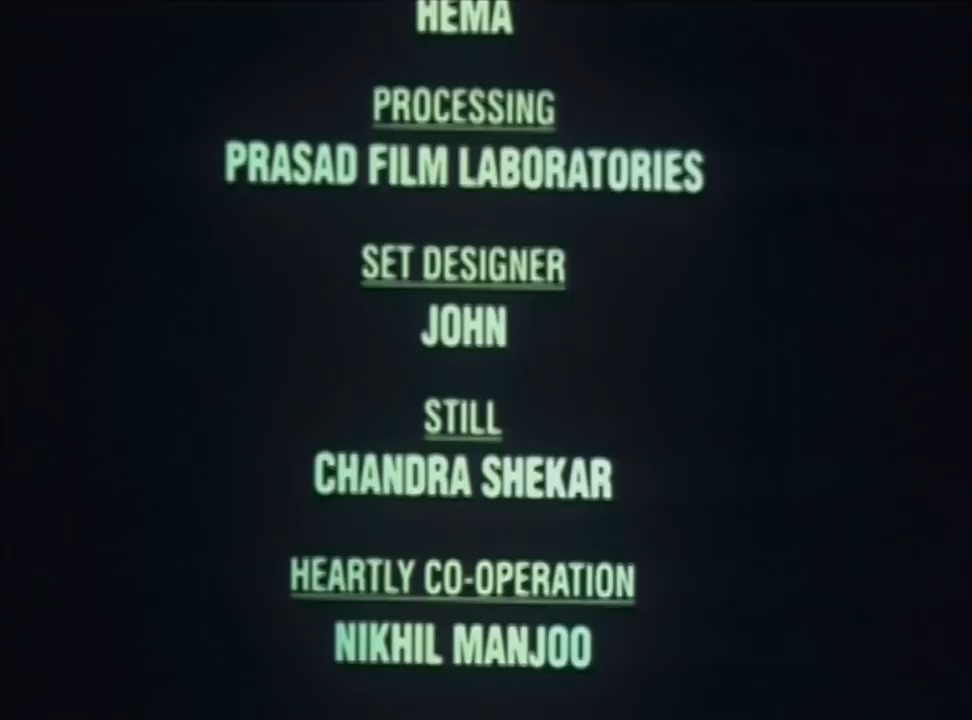 HEMA
PROCESSING
PRASAD FILM LABORATORIES
SET DESIGNER
JOHN
STILL
CHANDRA SHEKAR
HEARTLY CO-OPERATION
NIKHIL MANJOO